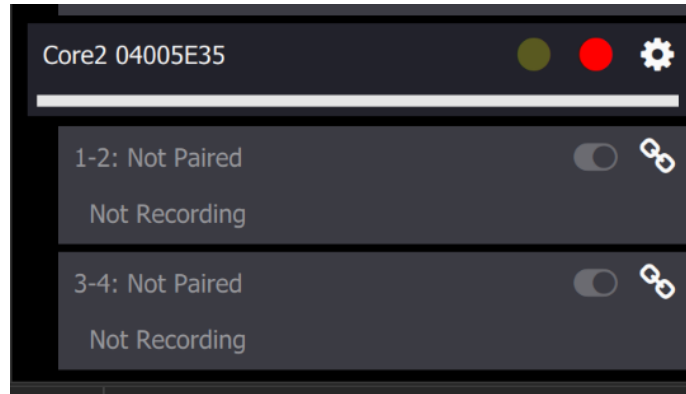 Core2 04005E35
1-2: Not Paired
Not Recording
3-4: Not Paired
Not Recording